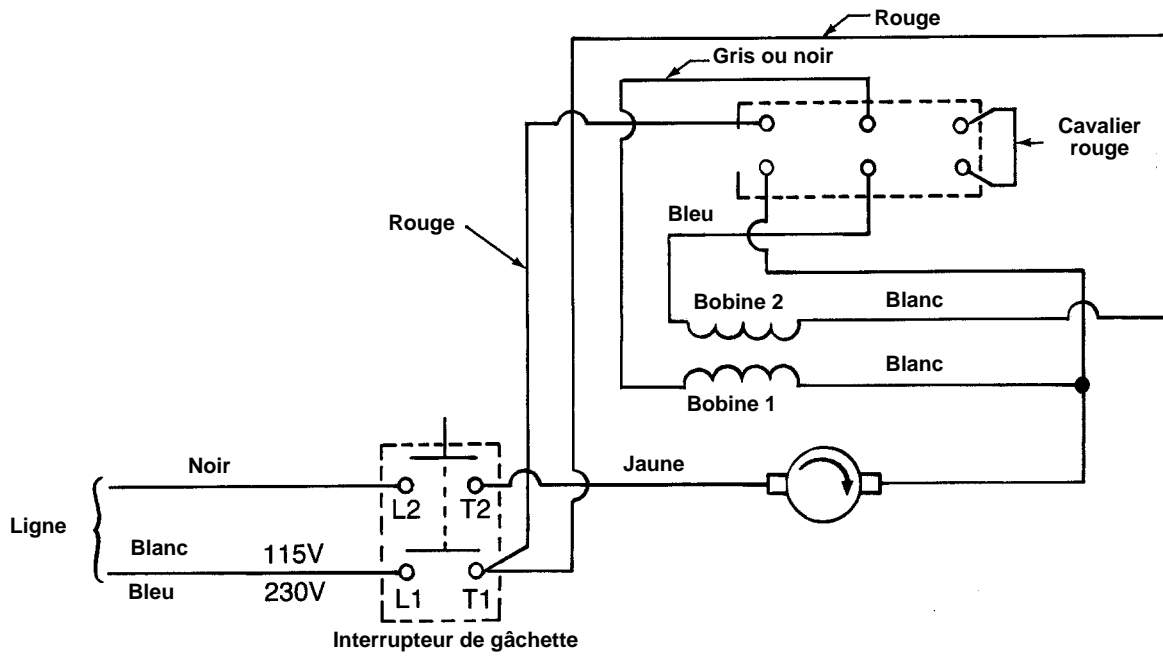 Rouge
Gris ou noir
Cavalier
rouge
Rouge
Bleu
Bobine 2
Blanc
Blanc
Bobine 1
Noir
Jaune
L2
T2
Ligne
Blanc
115V
Bleu
230V
L1
T1
Interrupteur de gâchette